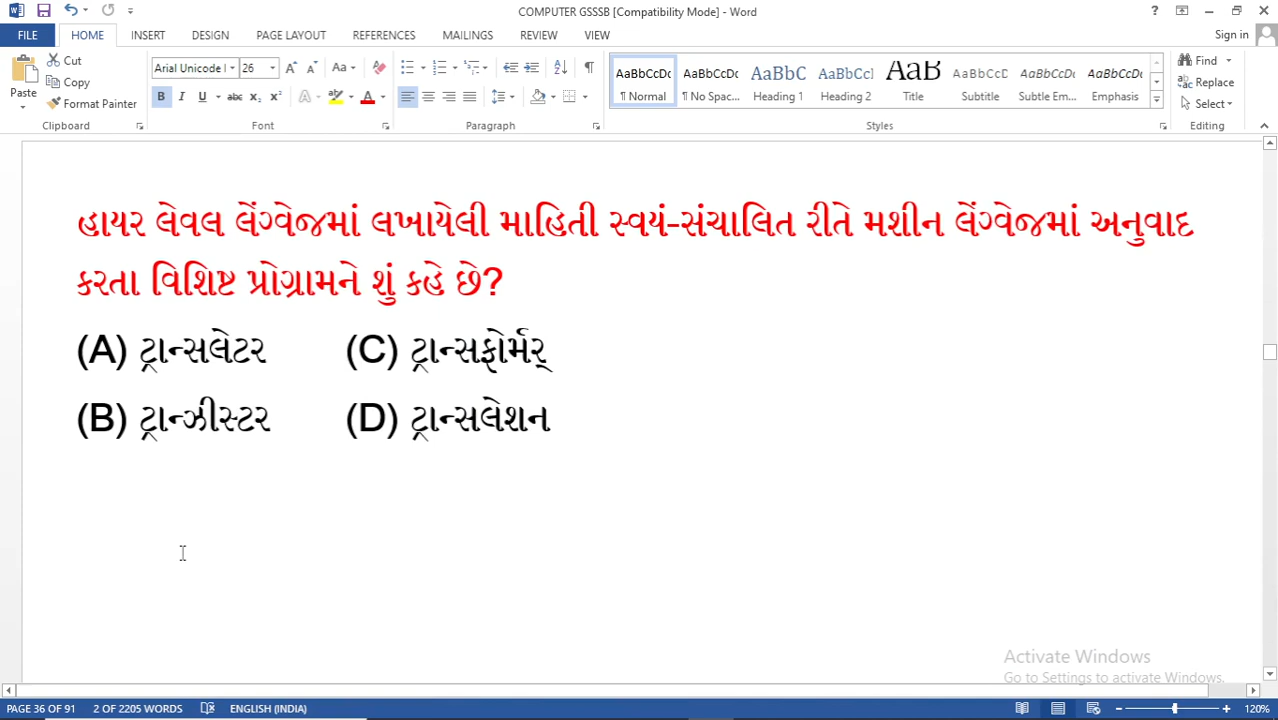 COMPUTER GSSSB [Compatibility Mode] - Word
FILE HOME INSERT DESIGN PAGE LAYOUT REFERENCES MAILINGS REVIEW VIEW Sign in
Paste Cut Copy Format Painter
Arial Unicode 26
AaBbCcDc AaBbCcDc AaBbC AaBbCc AaB AaBbCcD AaBbCcDc AaBbCcDc
¶ Normal ¶ No Spac... Heading 1 Heading 2 Title Subtitle Subtle Em... Emphasis
Find Replace Select
Clipboard Font Paragraph Styles Editing
હાયર લેવલ લેંગ્વેજમાં લખાયેલી માહિતી સ્વયં-સંચાલિત રીતે મશીન લેંગ્વેજમાં અનુવાદ
કરતા વિશિષ્ટ પ્રોગ્રામને શું કહે છે?
(A) ટ્રાન્સલેટર (C) ટ્રાન્સફોર્મર્
(B) ટ્રાન્ઝીસ્ટર (D) ટ્રાન્સલેશન
Activate Windows
Go to Settings to activate Windows.
PAGE 36 OF 91 2 OF 2205 WORDS ENGLISH (INDIA) 120%